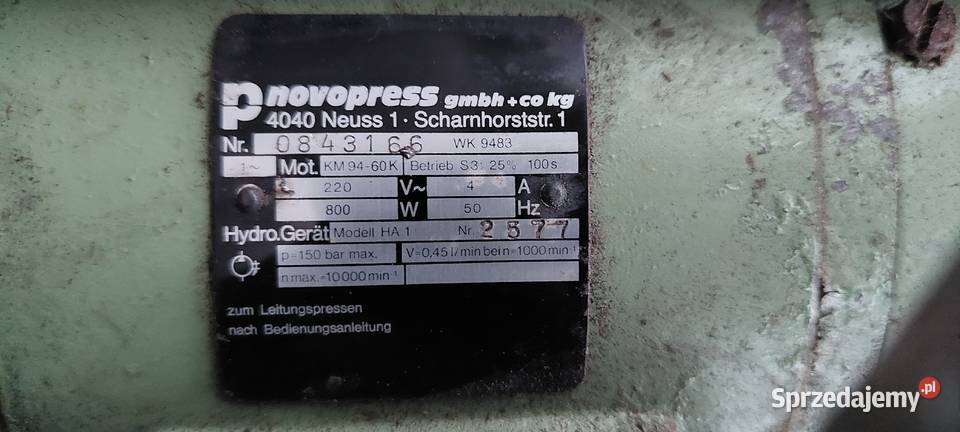 novopress gmbh + co kg
4040 Neuss 1 · Scharnhorststr. 1
Nr. 0843166 WK 9483
1~ Mot. KM 94-60K Betrieb S3: 25% 100s
220 V~ 4 A
800 W 50 Hz
Hydro.Gerät Modell HA 1 Nr. 2577
p=150 bar max. V=0,45 l/min bei n=1000 min⁻¹
n max.=10000 min⁻¹
zum Leitungspressen
nach Bedienungsanleitung
Sprzedajemy.pl